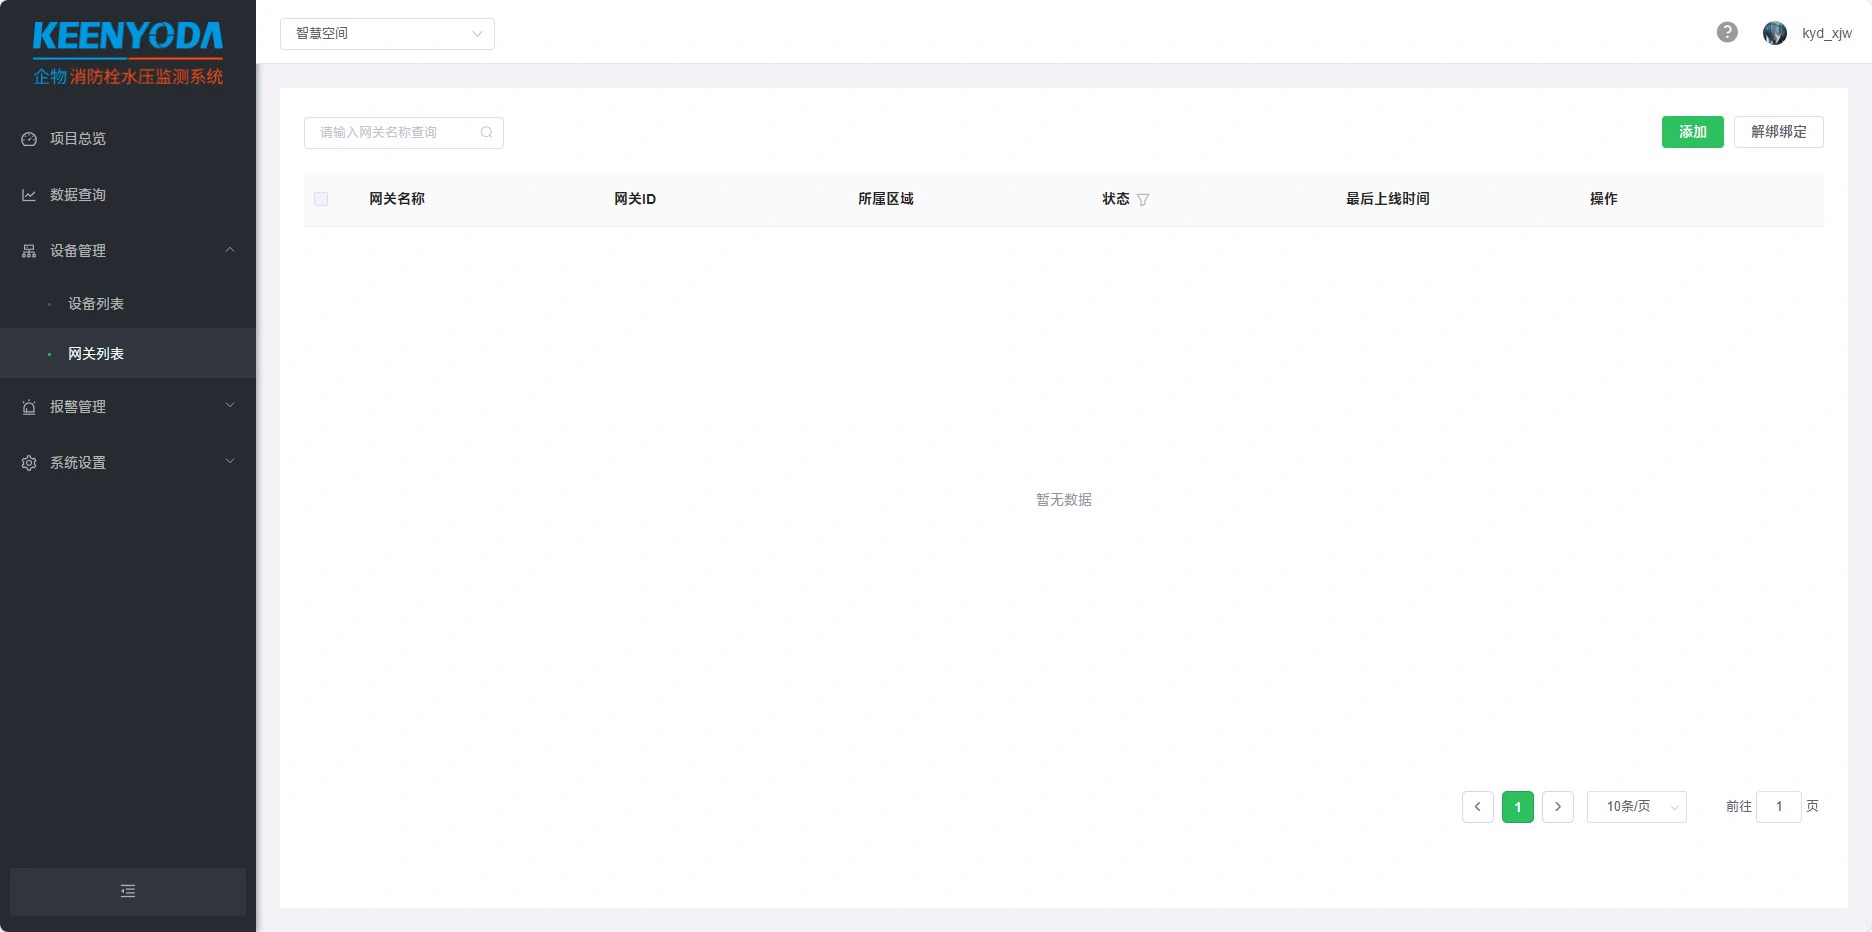 KEENYODA
企物 消防栓水压监测系统
智慧空间
?
kyd_xjw
项目总览
数据查询
设备管理
设备列表
网关列表
报警管理
系统设置
请输入网关名称查询
添加
解绑绑定
网关名称 网关ID 所属区域 状态 最后上线时间 操作
暂无数据
1 10条/页 前往 1 页